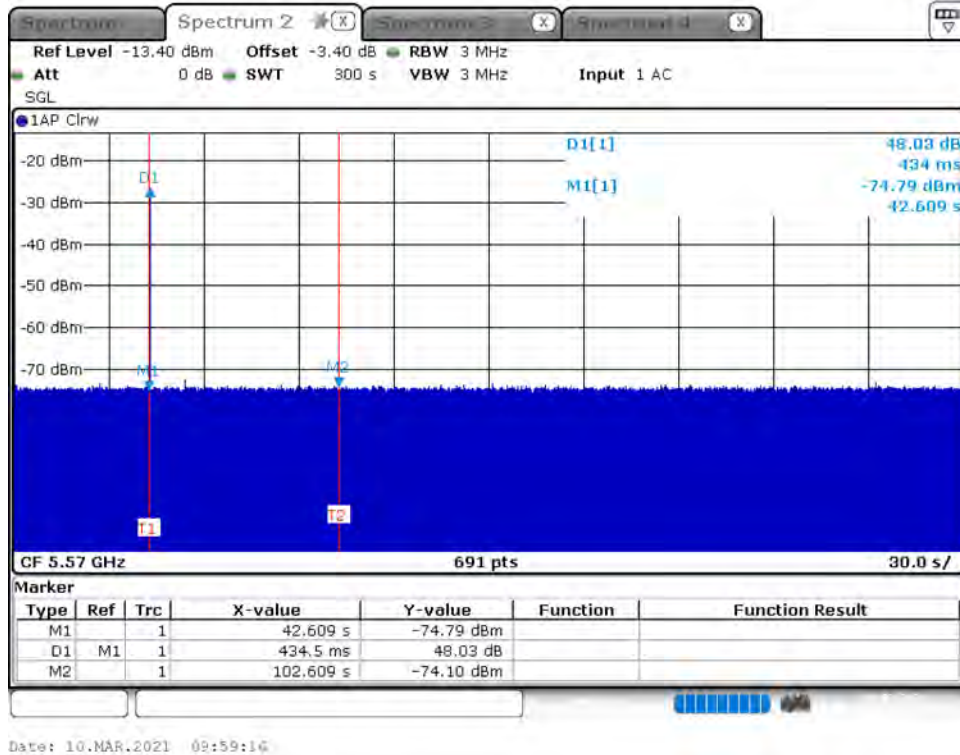 Spectrum Spectrum 2 X Spectrum 3 X Spectrum 4 X
Ref Level -13.40 dBm Offset -3.40 dB RBW 3 MHz
Att 0 dB SWT 300 s VBW 3 MHz Input 1 AC
SGL
1AP Clrw
D1[1] 48.03 dB
434 ms
M1[1] -74.79 dBm
42.609 s
-20 dBm
D1
-30 dBm
-40 dBm
-50 dBm
-60 dBm
-70 dBm
M1 M2
T1 T2
CF 5.57 GHz 691 pts 30.0 s/
Marker
Type Ref Trc X-value Y-value Function Function Result
M1 1 42.609 s -74.79 dBm
D1 M1 1 434.5 ms 48.03 dB
M2 1 102.609 s -74.10 dBm
Date: 10.MAR.2021 09:59:16